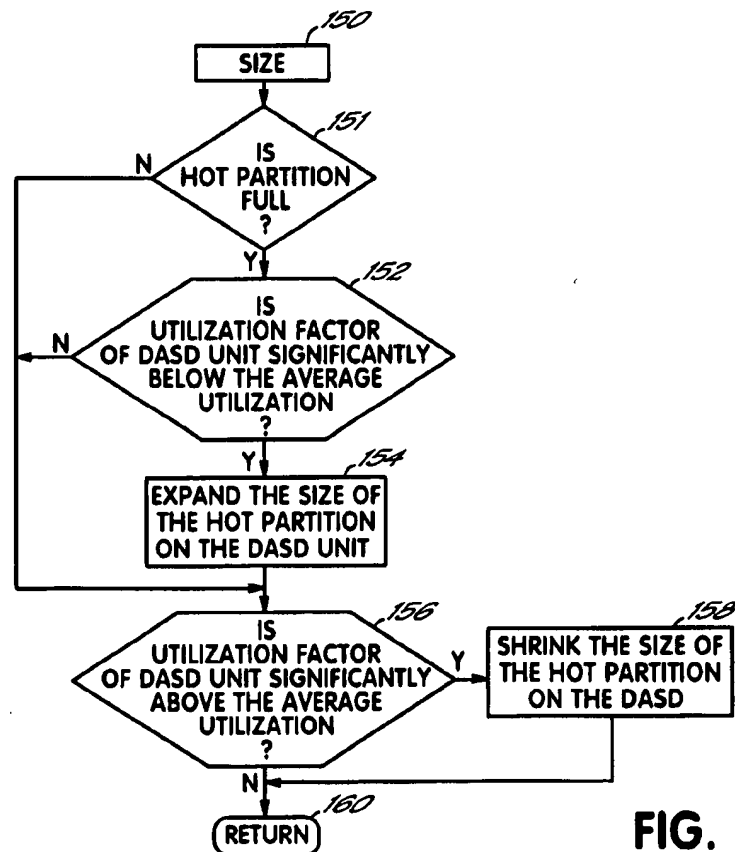 150
SIZE
151
N
IS
HOT PARTITION
FULL
?
Y
152
N
IS
UTILIZATION FACTOR
OF DASD UNIT SIGNIFICANTLY
BELOW THE AVERAGE
UTILIZATION
?
Y
154
EXPAND THE SIZE OF
THE HOT PARTITION
ON THE DASD UNIT
156
IS
UTILIZATION FACTOR
OF DASD UNIT SIGNIFICANTLY
ABOVE THE AVERAGE
UTILIZATION
?
Y
158
SHRINK THE SIZE OF
THE HOT PARTITION
ON THE DASD
N
160
RETURN
FIG.